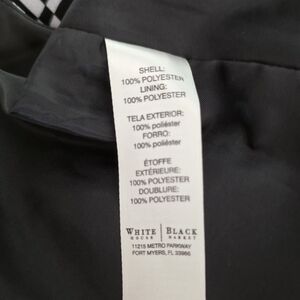 SHELL:
100% POLYESTER
LINING:
100% POLYESTER
TELA EXTERIOR:
100% poliéster
FORRO:
100% poliéster
ÉTOFFE
EXTÉRIEURE:
100% POLYESTER
DOUBLURE:
100% POLYESTER
WHITE | BLACK
HOUSE | MARKET
11215 METRO PARKWAY
FORT MYERS, FL 33966